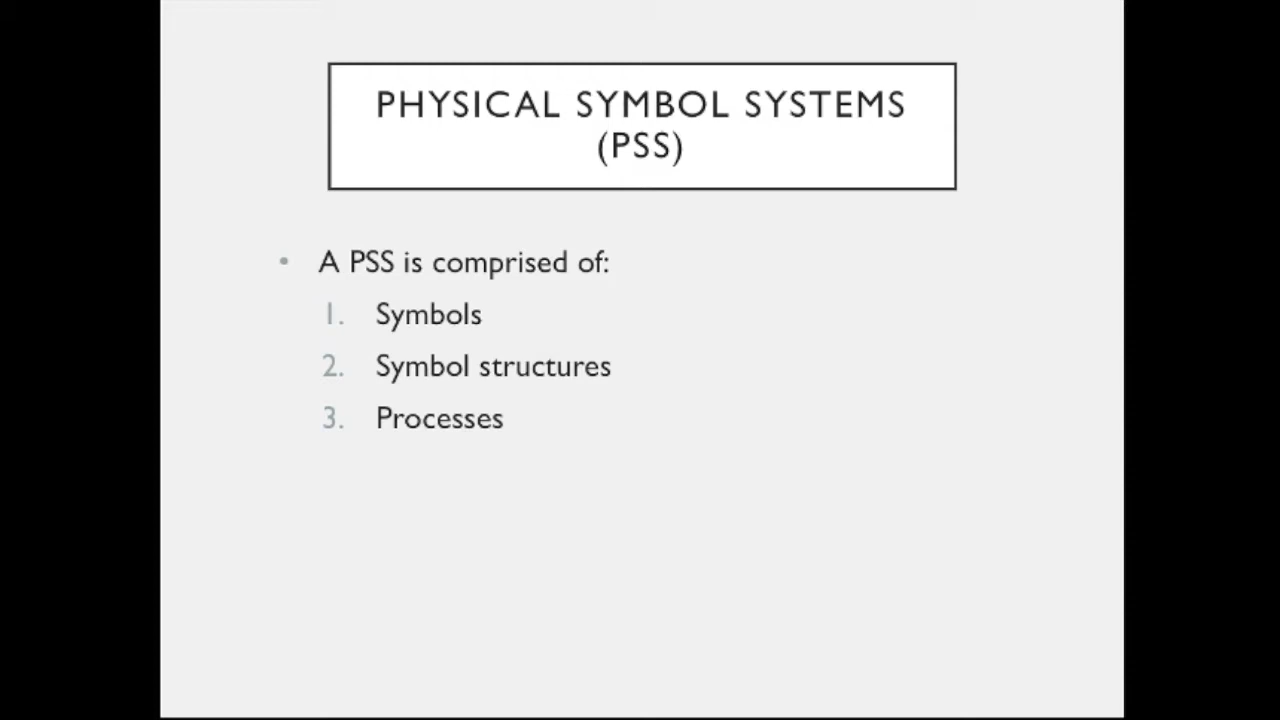 PHYSICAL SYMBOL SYSTEMS
(PSS)
• A PSS is comprised of:
1. Symbols
2. Symbol structures
3. Processes